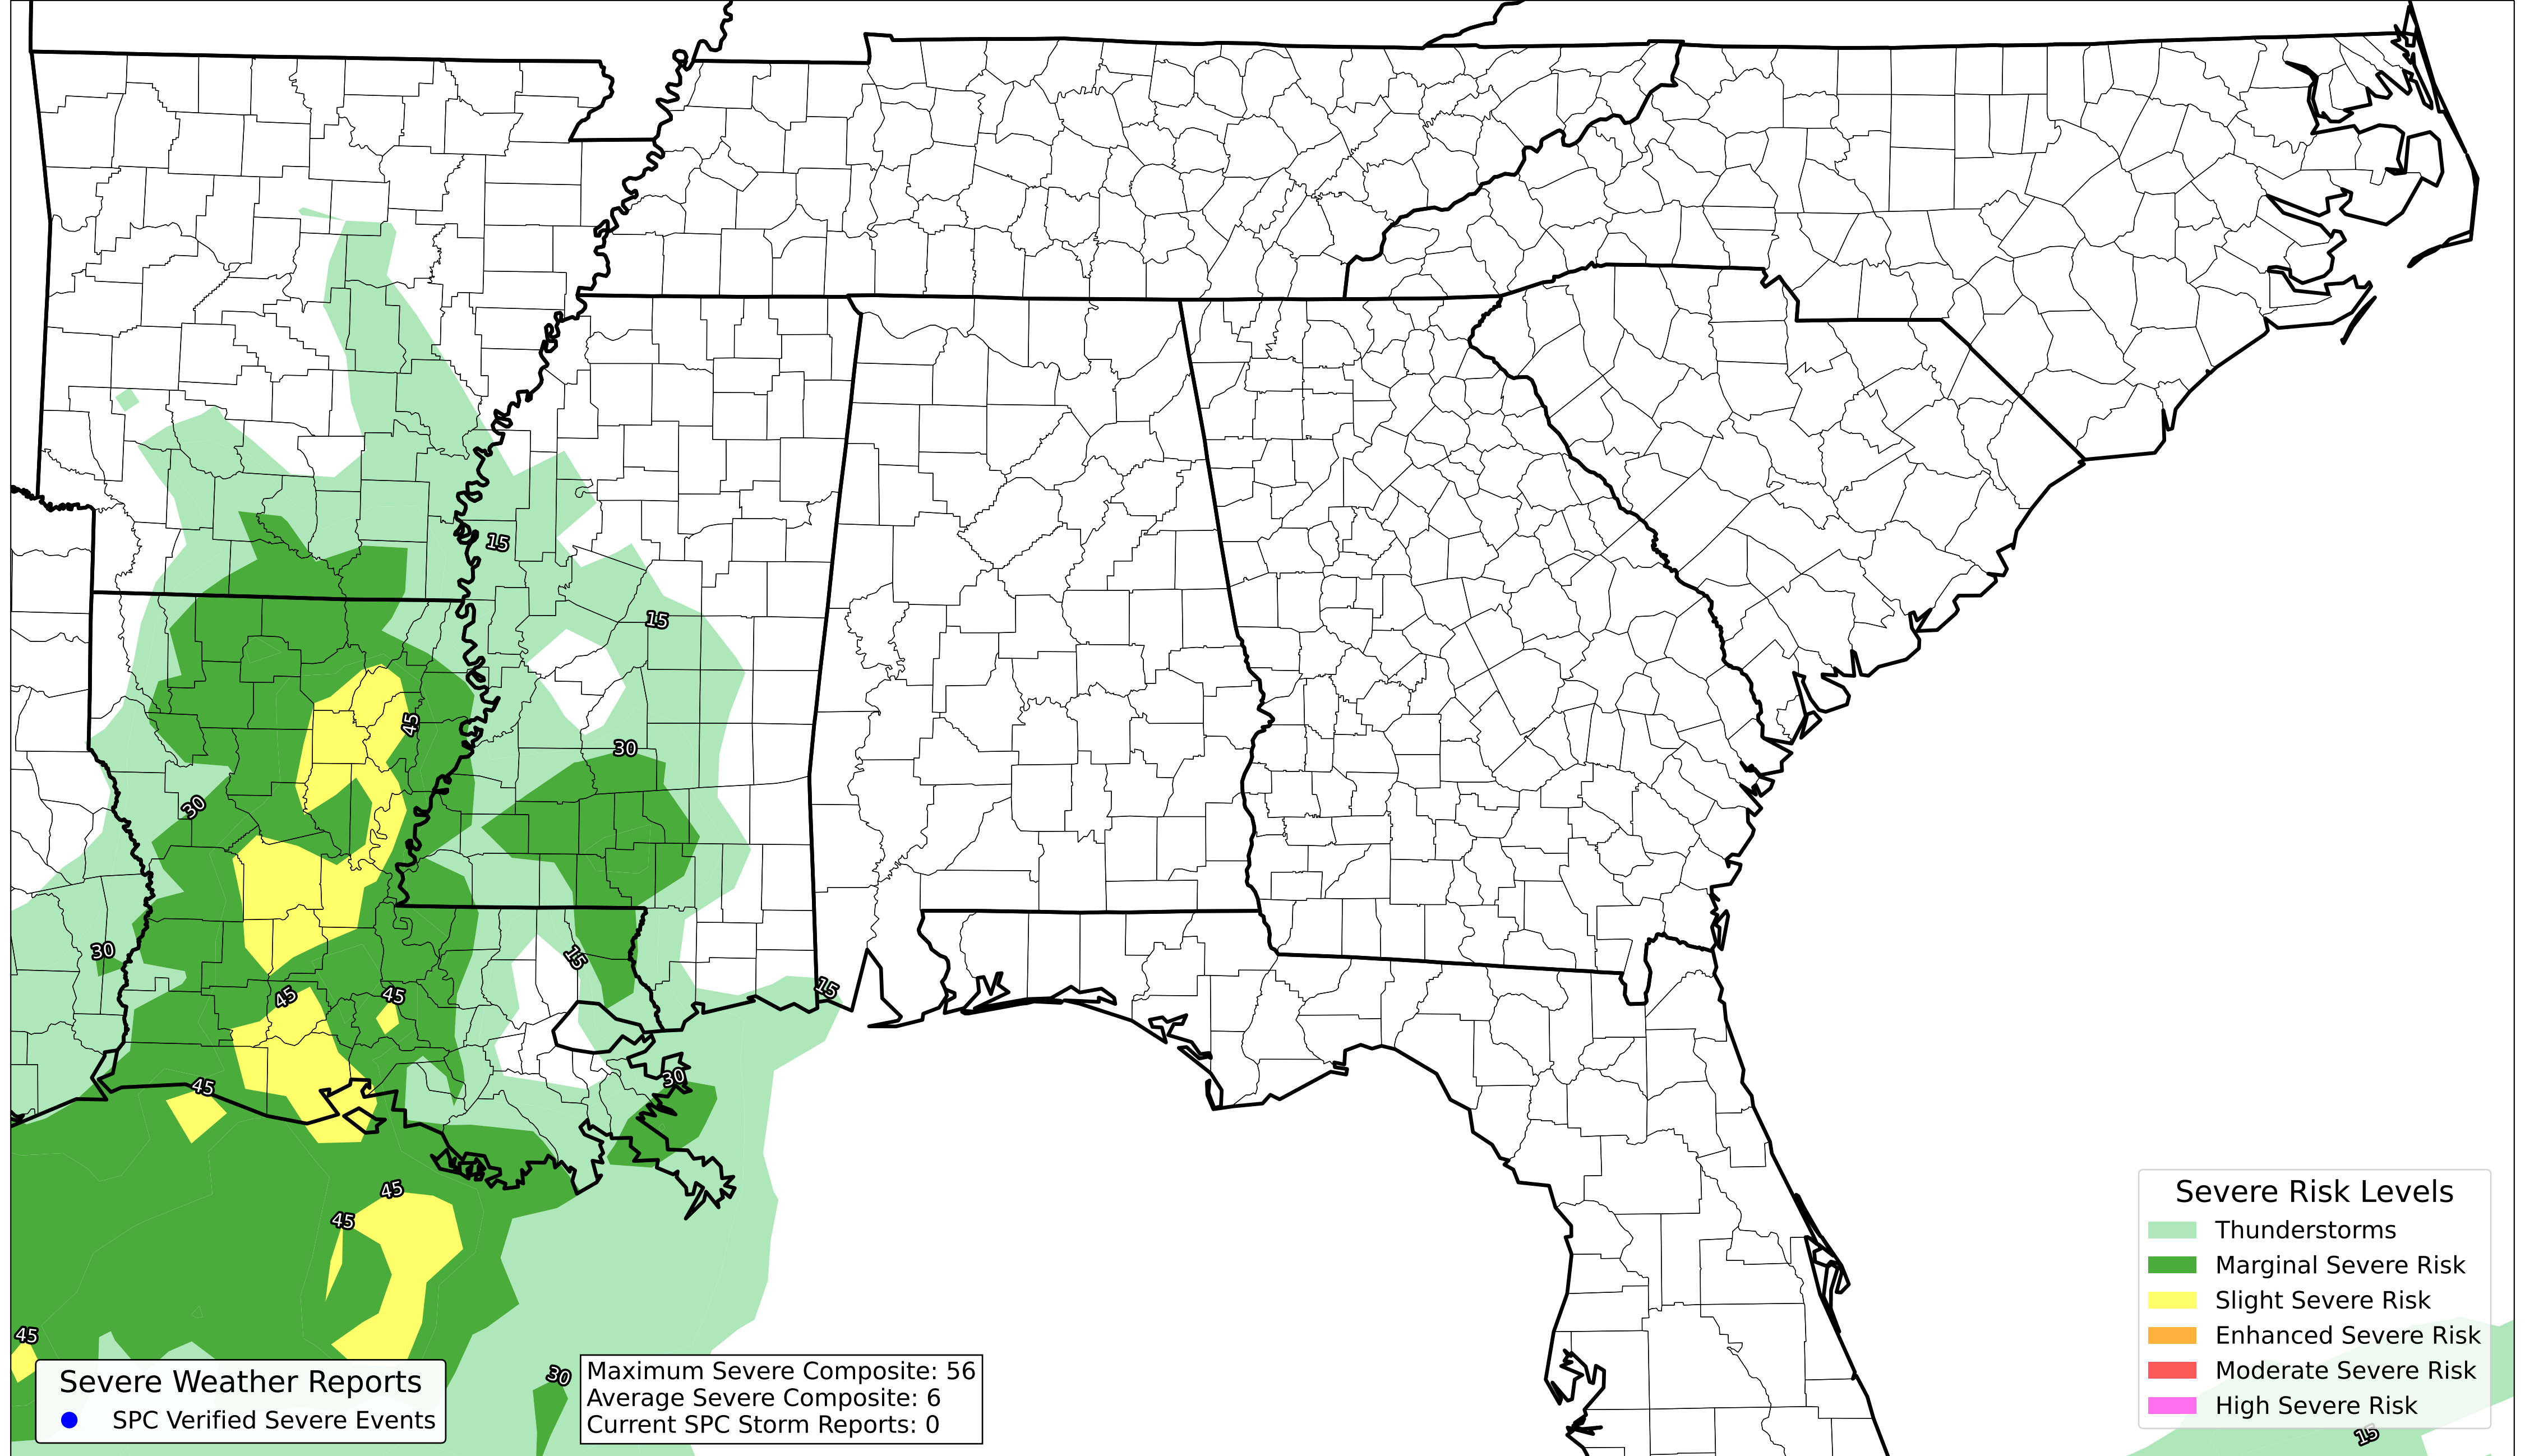 15
15
45
30
30
30
15
45
45
15
30
45
45
45
45
30
15
Severe Weather Reports
SPC Verified Severe Events
Maximum Severe Composite: 56
Average Severe Composite: 6
Current SPC Storm Reports: 0
Severe Risk Levels
Thunderstorms
Marginal Severe Risk
Slight Severe Risk
Enhanced Severe Risk
Moderate Severe Risk
High Severe Risk